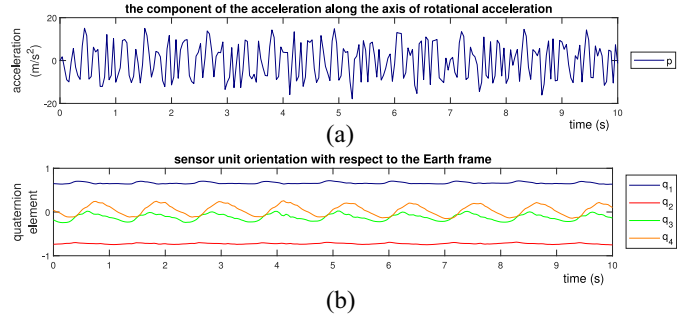 the component of the acceleration along the axis of rotational acceleration
acceleration
(m/s²)
20
0
-20
0 1 2 3 4 5 6 7 8 9 10
time (s)
p
(a)
sensor unit orientation with respect to the Earth frame
quaternion
element
1
0
-1
0 1 2 3 4 5 6 7 8 9 10
time (s)
q₁
q₂
q₃
q₄
(b)